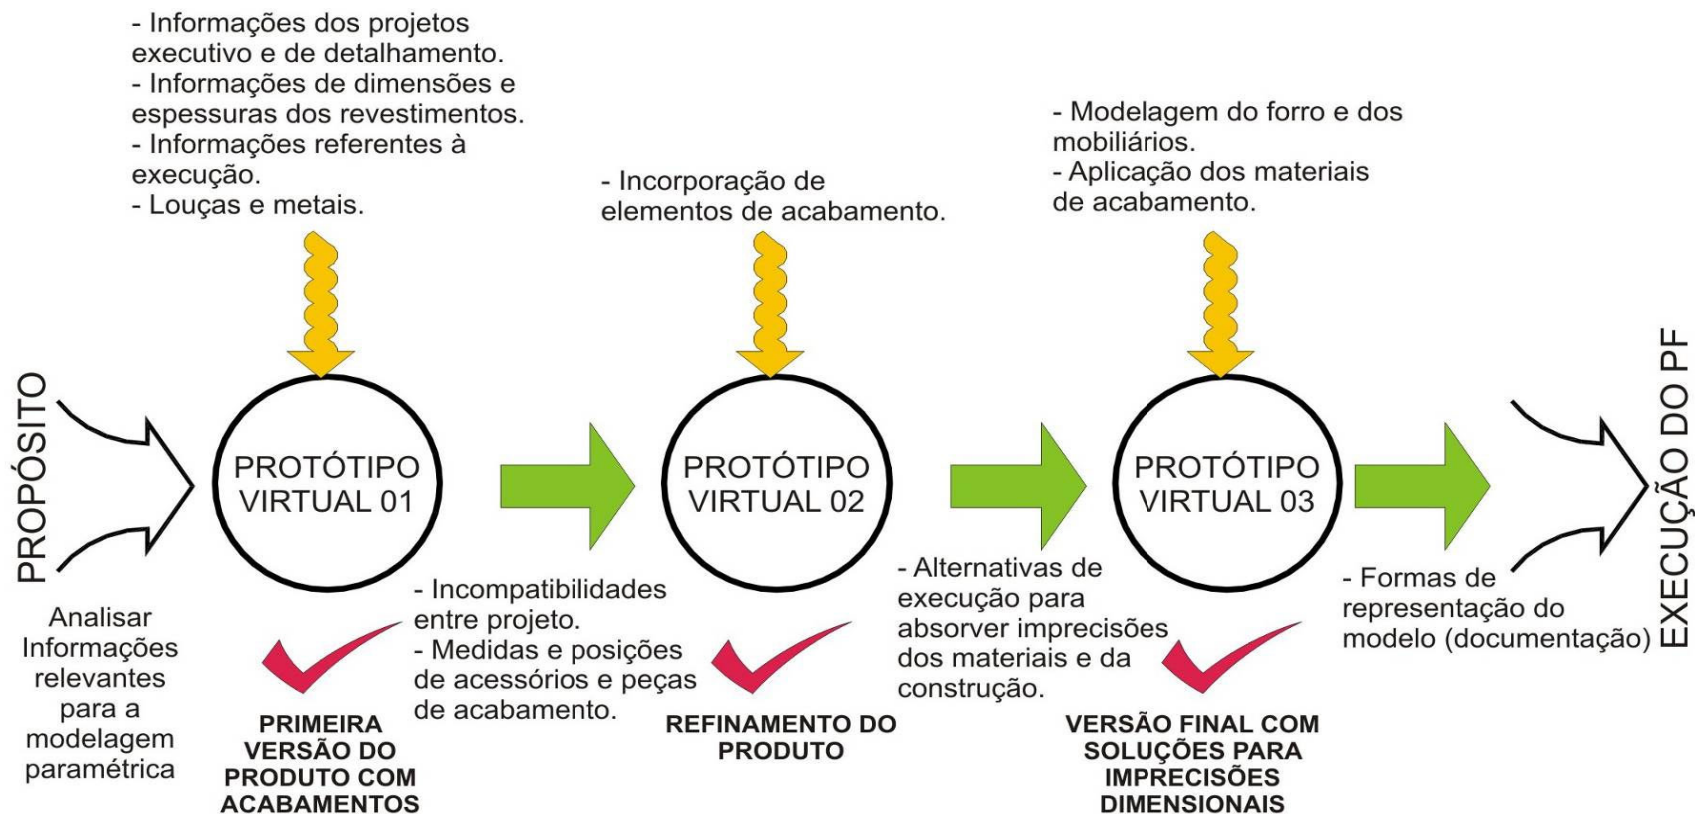 - Informações dos projetos
executivo e de detalhamento.
- Informações de dimensões e
espessuras dos revestimentos.
- Informações referentes à
execução.
- Louças e metais.
- Incorporação de
elementos de acabamento.
- Modelagem do forro e dos
mobiliários.
- Aplicação dos materiais
de acabamento.
PROPÓSITO
Analisar
Informações
relevantes
para a
modelagem
paramétrica
PROTÓTIPO
VIRTUAL 01
PRIMEIRA
VERSÃO DO
PRODUTO COM
ACABAMENTOS
- Incompatibilidades
entre projeto.
- Medidas e posições
de acessórios e peças
de acabamento.
PROTÓTIPO
VIRTUAL 02
REFINAMENTO DO
PRODUTO
- Alternativas de
execução para
absorver imprecisões
dos materiais e da
construção.
PROTÓTIPO
VIRTUAL 03
VERSÃO FINAL COM
SOLUÇÕES PARA
IMPRECISÕES
DIMENSIONAIS
- Formas de
representação do
modelo (documentação)
EXECUÇÃO DO PF